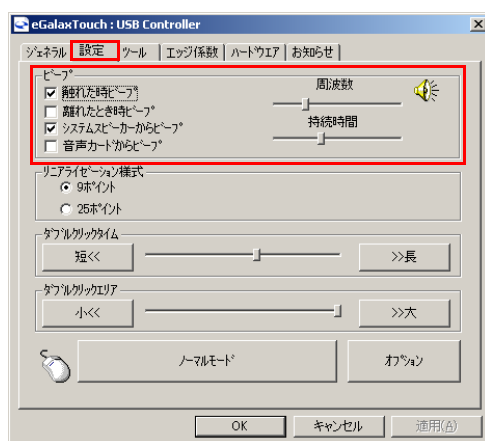 eGalaxTouch : USB Controller
ジェネラル 設定 ツール エッジ係数 ハードウエア お知らせ
ビープ
触れた時ビープ
離れたとき時ビープ
システムスピーカーからビープ
音声カードからビープ
周波数
持続時間
リニアライゼーション様式
9ポイント
25ポイント
ダブルクリックタイム
短<< >>長
ダブルクリックエリア
小<< >>大
ノーマルモード オプション
OK キャンセル 適用(A)